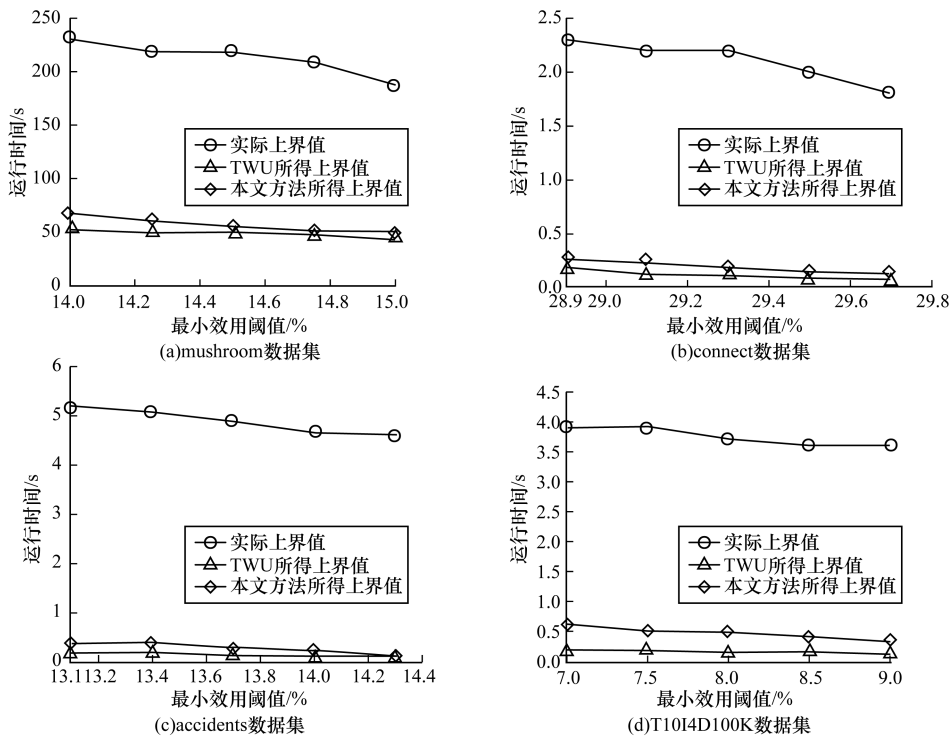 250
200
150
100
50
0
运行时间/s
实际上界值
TWU所得上界值
本文方法所得上界值
14.0 14.2 14.4 14.6 14.8 15.0
最小效用阈值/%
(a)mushroom数据集
2.5
2.0
1.5
1.0
0.5
0.0
运行时间/s
实际上界值
TWU所得上界值
本文方法所得上界值
28.9 29.0 29.2 29.4 29.6 29.8
最小效用阈值/%
(b)connect数据集
6
5
4
3
2
1
0
运行时间/s
实际上界值
TWU所得上界值
本文方法所得上界值
13.1 13.2 13.4 13.6 13.8 14.0 14.2 14.4
最小效用阈值/%
(c)accidents数据集
4.5
4.0
3.5
3.0
2.5
2.0
1.5
1.0
0.5
0.0
运行时间/s
实际上界值
TWU所得上界值
本文方法所得上界值
7.0 7.5 8.0 8.5 9.0
最小效用阈值/%
(d)T10I4D100K数据集